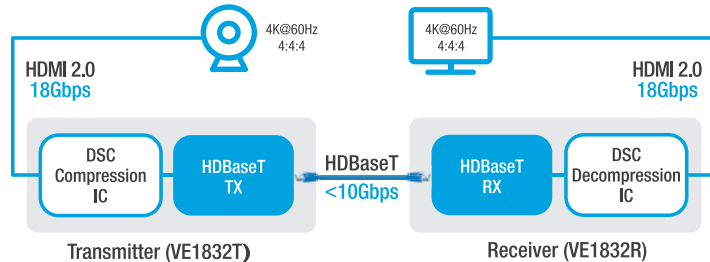 4K@60Hz
4:4:4
4K@60Hz
4:4:4
HDMI 2.0
18Gbps
HDMI 2.0
18Gbps
DSC
Compression
IC
HDBaseT
TX
HDBaseT
<10Gbps
HDBaseT
RX
DSC
Decompression
IC
Transmitter (VE1832T)
Receiver (VE1832R)